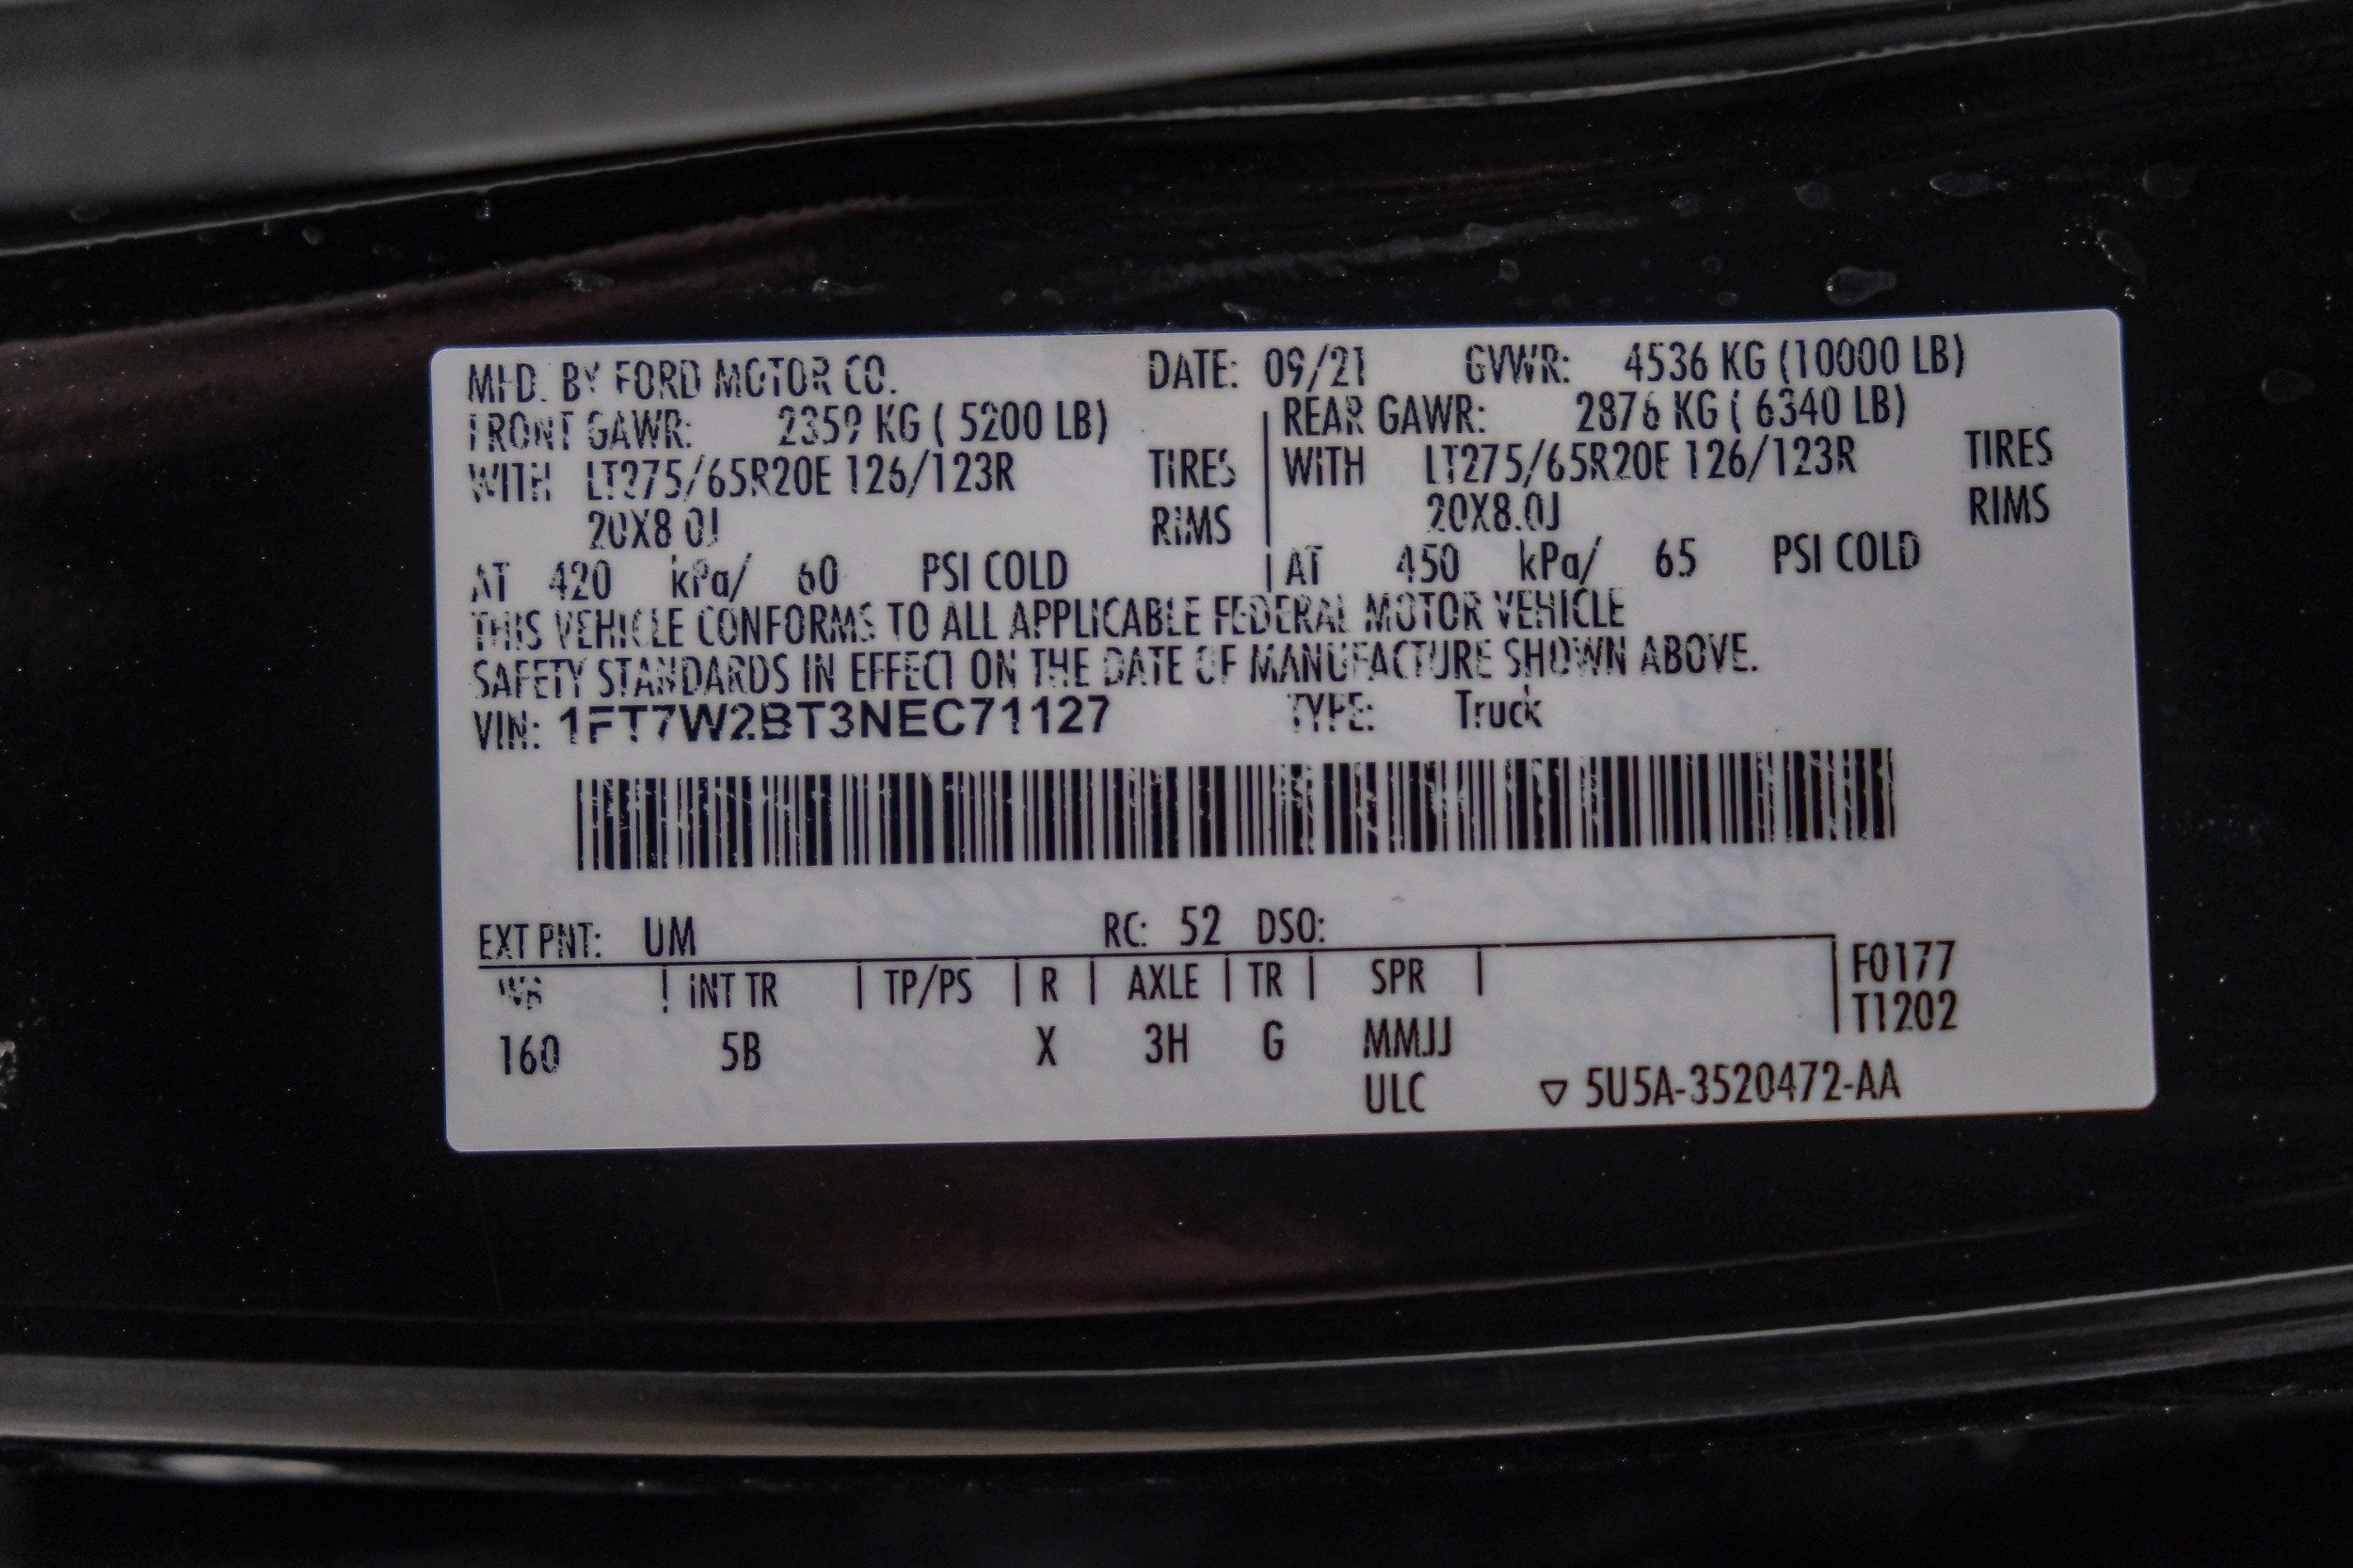 MFD. BY FORD MOTOR CO. DATE: 09/21 GVWR: 4536 KG (10000 LB)
FRONT GAWR: 2359 KG ( 5200 LB) REAR GAWR: 2876 KG ( 6340 LB)
WITH LT275/65R20E 126/123R TIRES WITH LT275/65R20E 126/123R TIRES
20X8.0J RIMS 20X8.0J RIMS
AT 420 kPa/ 60 PSI COLD AT 450 kPa/ 65 PSI COLD
THIS VEHICLE CONFORMS TO ALL APPLICABLE FEDERAL MOTOR VEHICLE
SAFETY STANDARDS IN EFFECT ON THE DATE OF MANUFACTURE SHOWN ABOVE.
VIN: 1FT7W2BT3NEC71127 TYPE: Truck
EXT PNT: UM RC: 52 DSO:
WB INT TR TP/PS R AXLE TR SPR F0177
T1202
160 5B X 3H G MMJJ
ULC ▽ 5U5A-3520472-AA